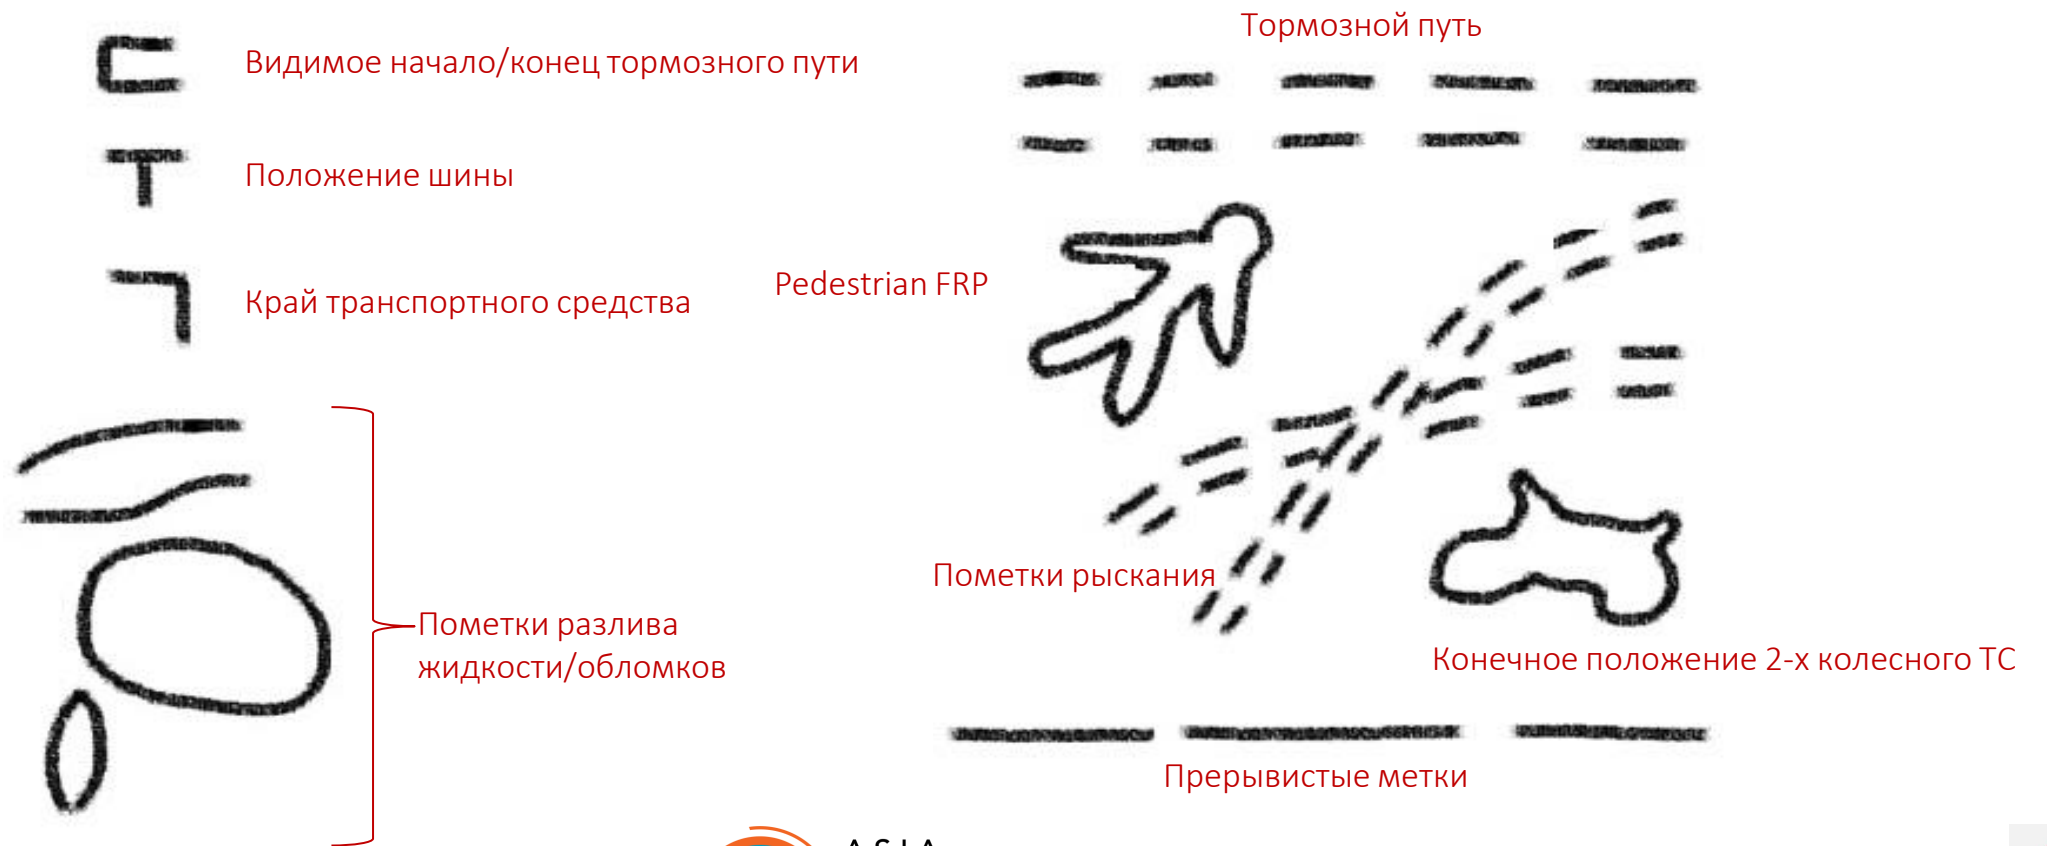 Тормозной путь
Видимое начало/конец тормозного пути
Положение шины
Pedestrian FRP
Край транспортного средства
Пометки рыскания
Пометки разлива
жидкости/обломков
Конечное положение 2-х колесного ТС
Прерывистые метки
ASIA